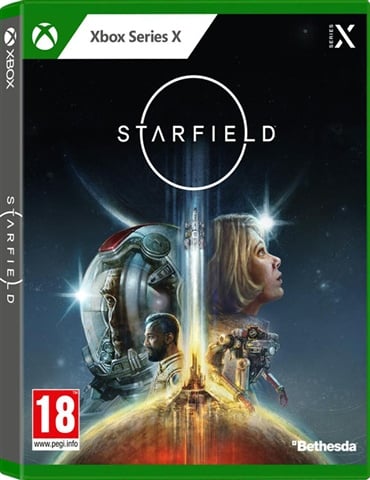 XBOX
STARFIELD
Xbox Series X
SERIES
X
STARFIELD
18
www.pegi.info
Bethesda